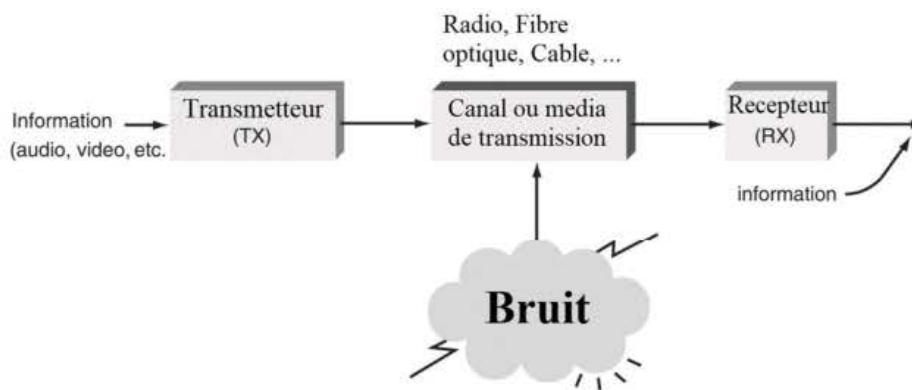 Radio, Fibre
optique, Cable, ...
Information
(audio, video, etc.
Transmetteur
(TX)
Canal ou media
de transmission
Recepteur
(RX)
information
Bruit